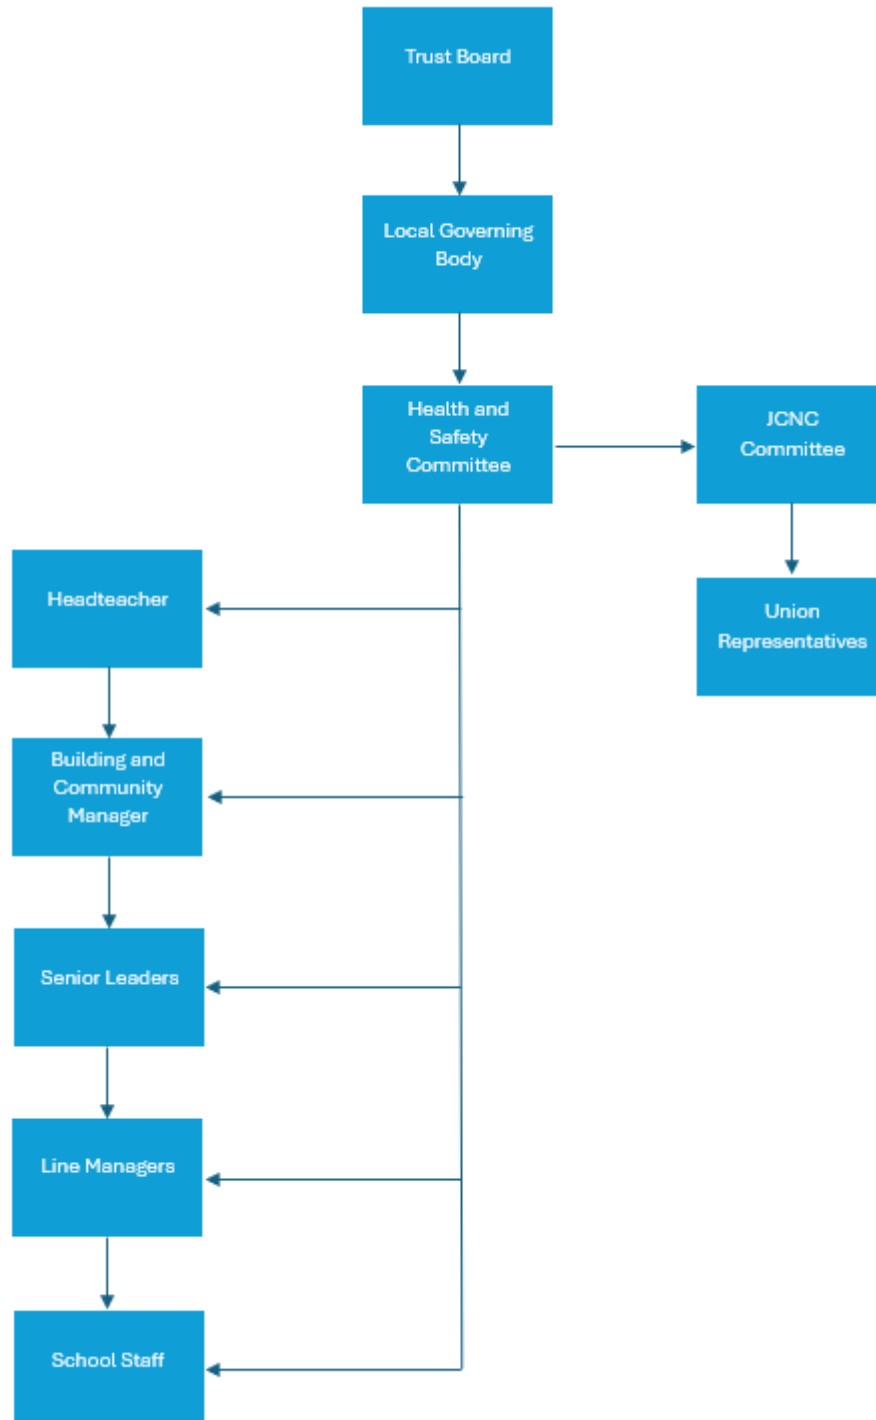 Trust Board
Local Governing
Body
Health and
Safety
Committee
JCNC
Committee
Headteacher
Union
Representatives
Building and
Community
Manager
Senior Leaders
Line Managers
School Staff